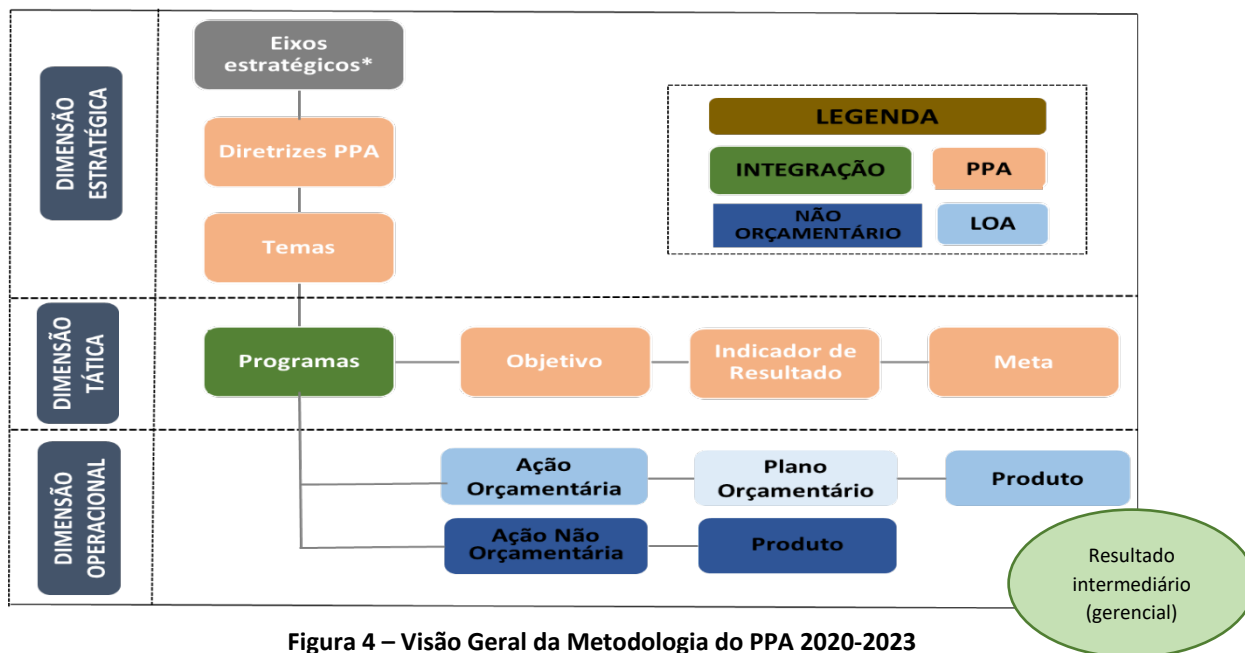 DIMENSÃO
ESTRATÉGICA
Eixos
estratégicos*
Diretrizes PPA
Temas
LEGENDA
INTEGRAÇÃO
PPA
NÃO
ORÇAMENTÁRIO
LOA
DIMENSÃO
TÁTICA
Programas
Objetivo
Indicador de
Resultado
Meta
DIMENSÃO
OPERACIONAL
Ação
Orçamentária
Plano
Orçamentário
Produto
Ação Não
Orçamentária
Produto
Resultado
intermediário
(gerencial)
Figura 4 – Visão Geral da Metodologia do PPA 2020-2023